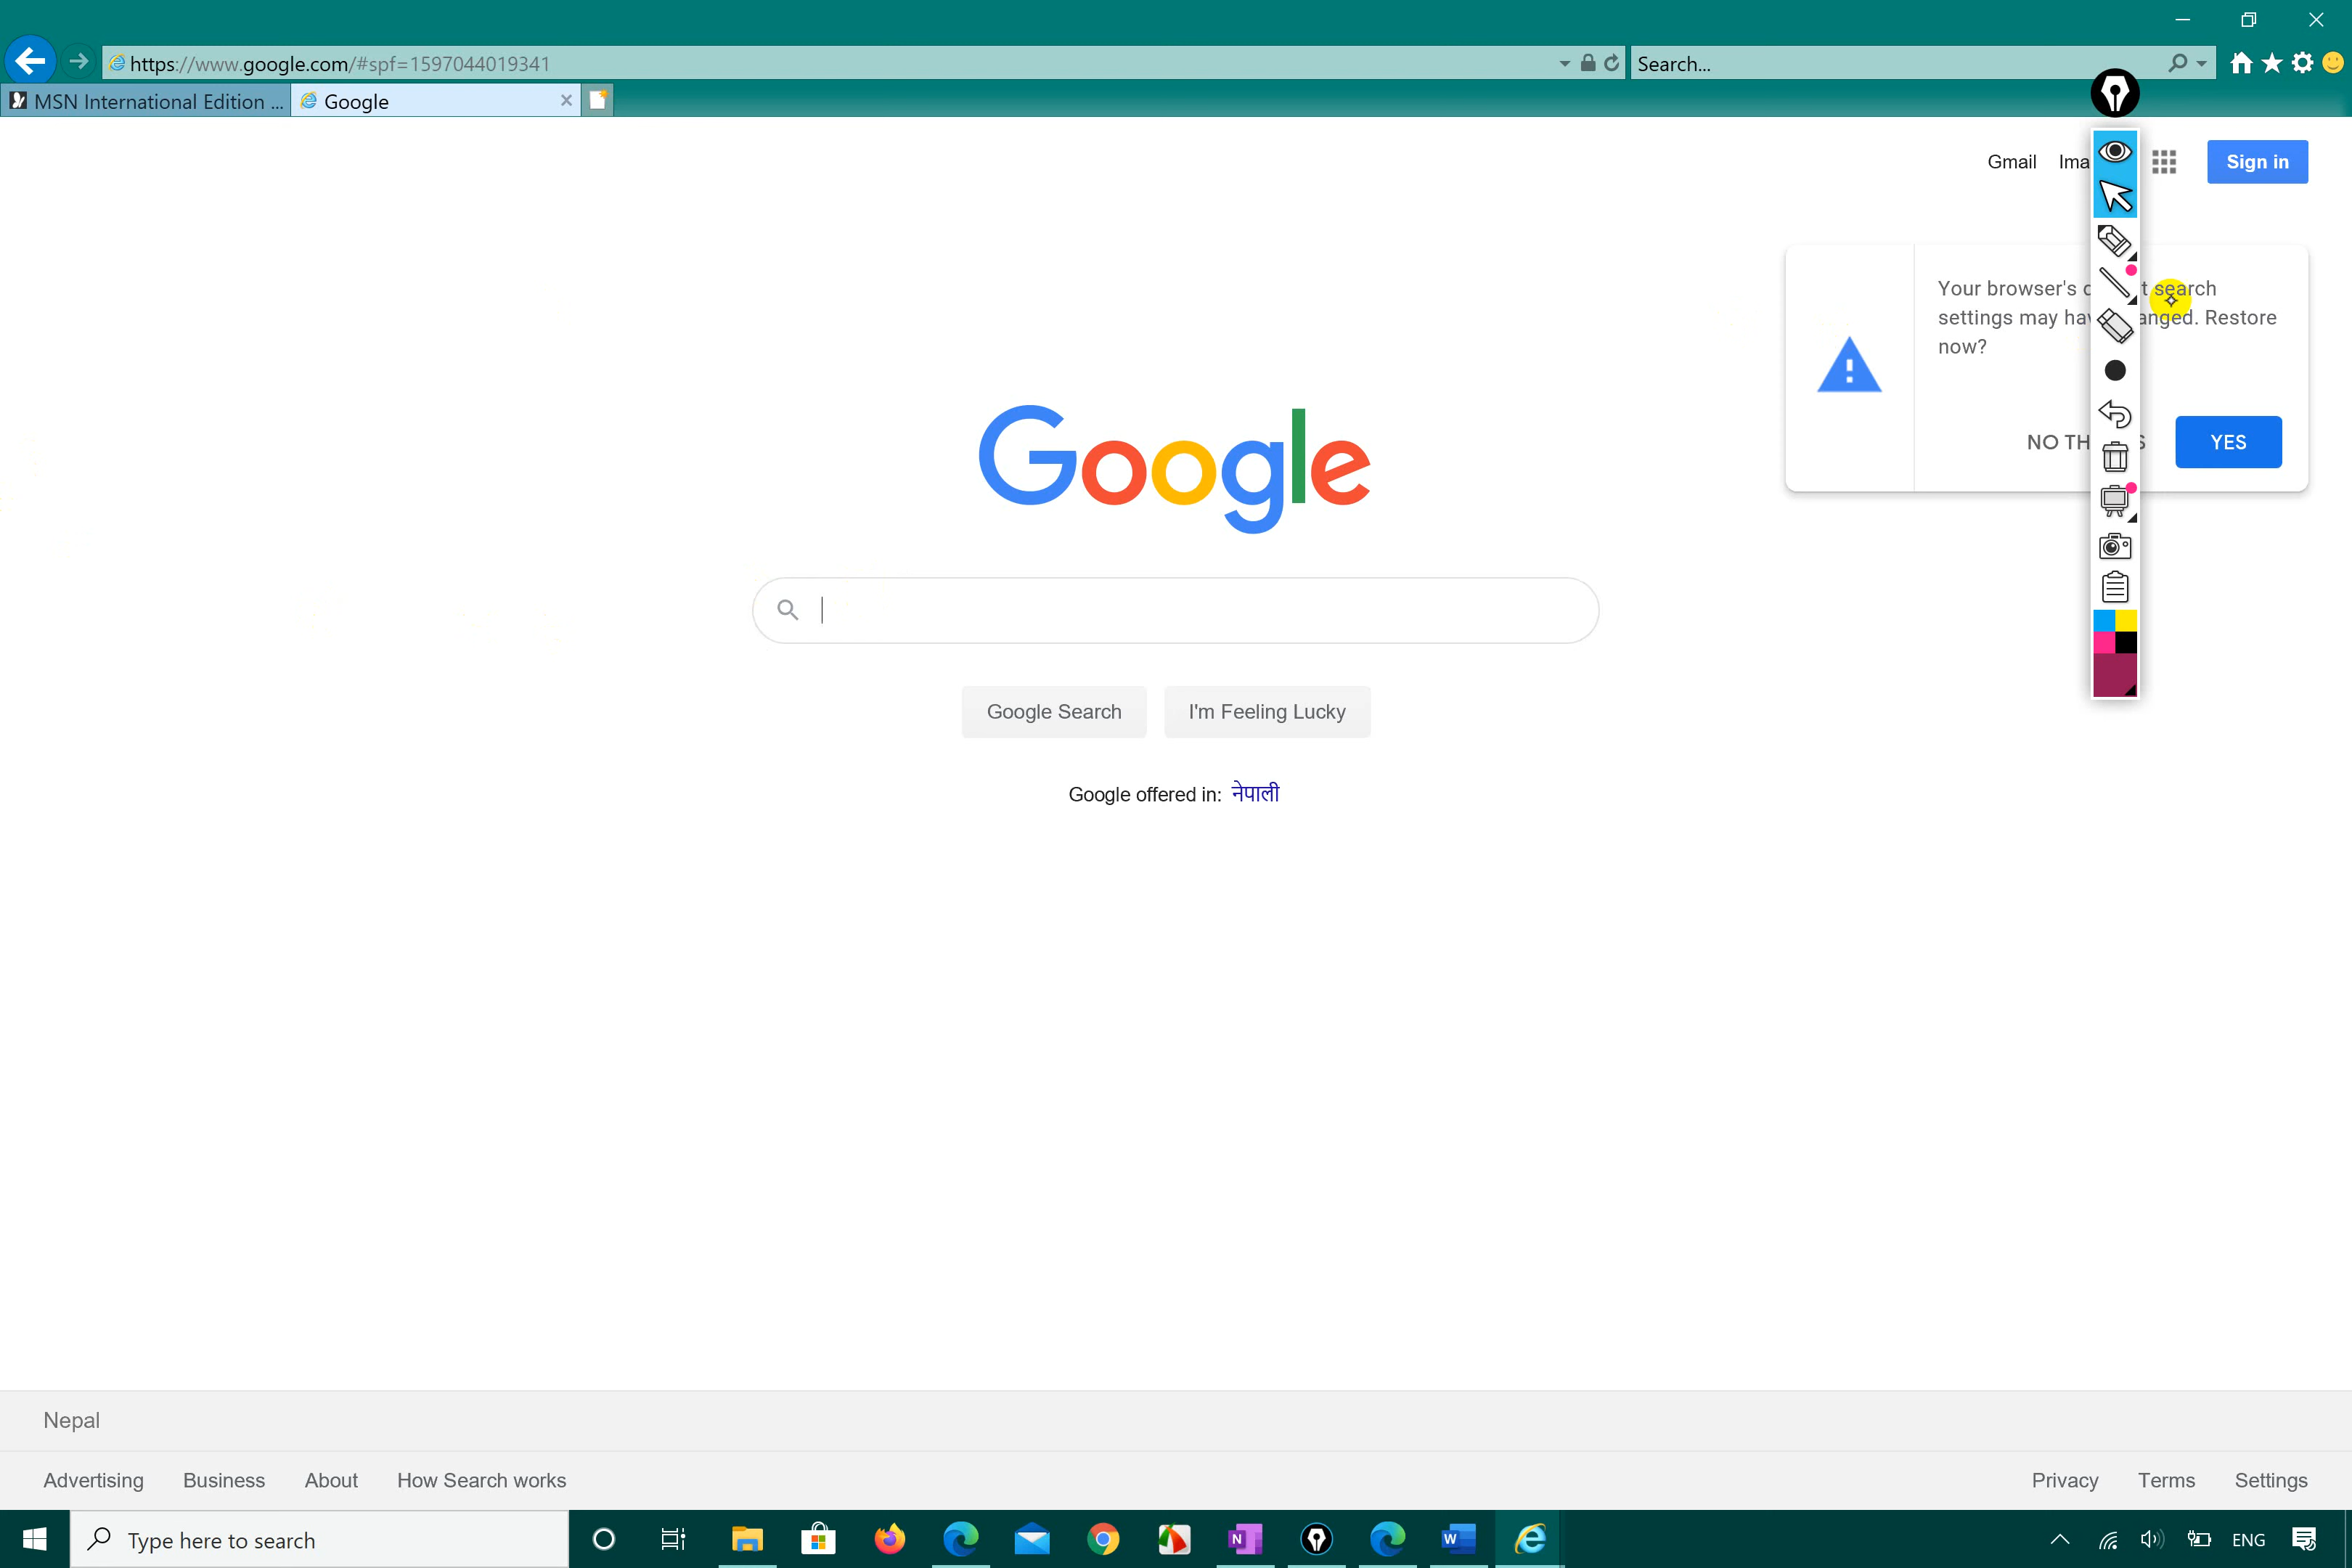 https://www.google.com/#spf=1597044019341
Search...
MSN International Edition ...
Google
Gmail
Ima
Sign in
Your browser's t search
settings may hav anged. Restore
now?
NO TH S
YES
Google
Google Search
I'm Feeling Lucky
Google offered in: नेपाली
Nepal
Advertising
Business
About
How Search works
Privacy
Terms
Settings
Type here to search
N
W
ENG